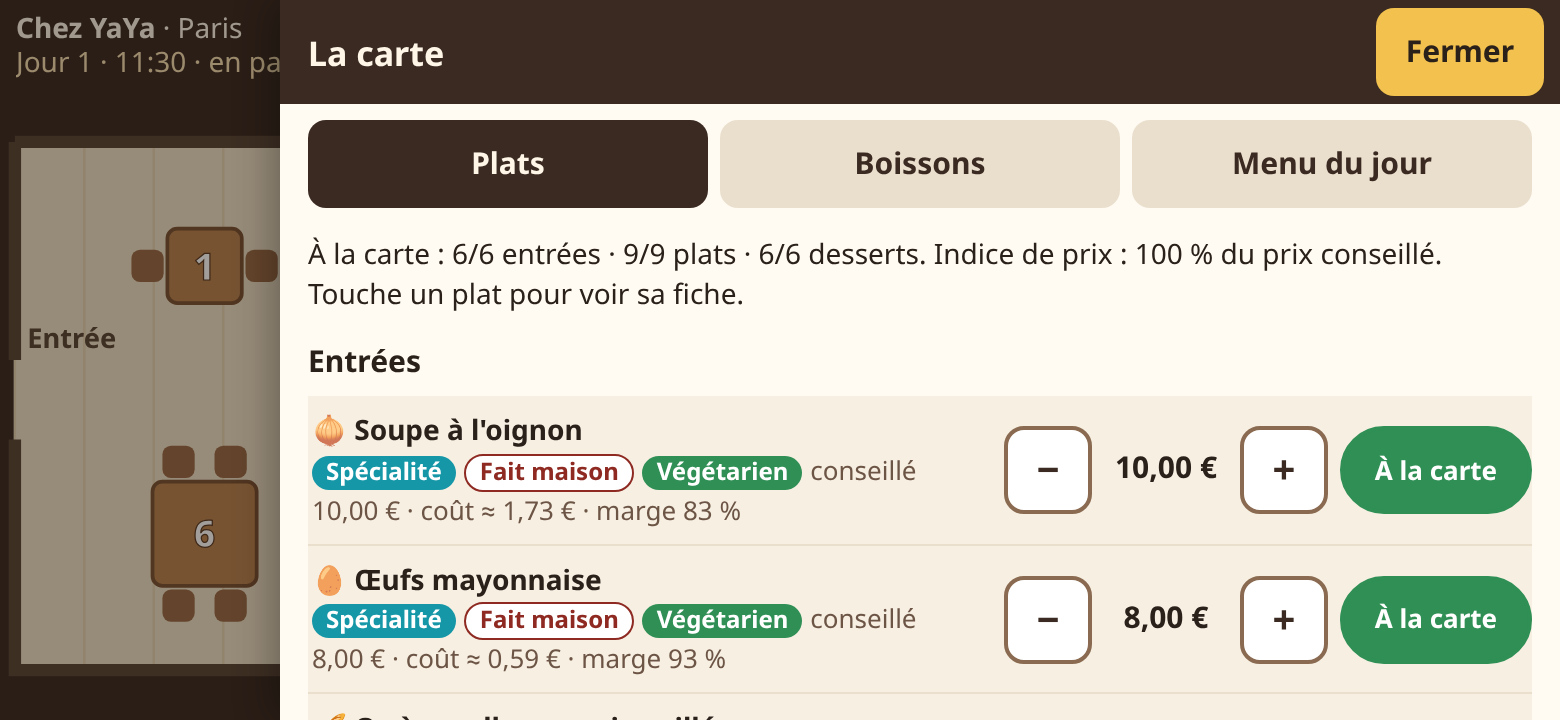 Chez YaYa · Paris
Jour 1 · 11:30 · en pa
La carte
Fermer
Plats
Boissons
Menu du jour
À la carte : 6/6 entrées · 9/9 plats · 6/6 desserts. Indice de prix : 100 % du prix conseillé.
Touche un plat pour voir sa fiche.
1
Entrée
6
Entrées
Soupe à l'oignon
Spécialité Fait maison Végétarien conseillé
10,00 € · coût ≈ 1,73 € · marge 83 %
− 10,00 € + À la carte
Œufs mayonnaise
Spécialité Fait maison Végétarien conseillé
8,00 € · coût ≈ 0,59 € · marge 93 %
− 8,00 € + À la carte